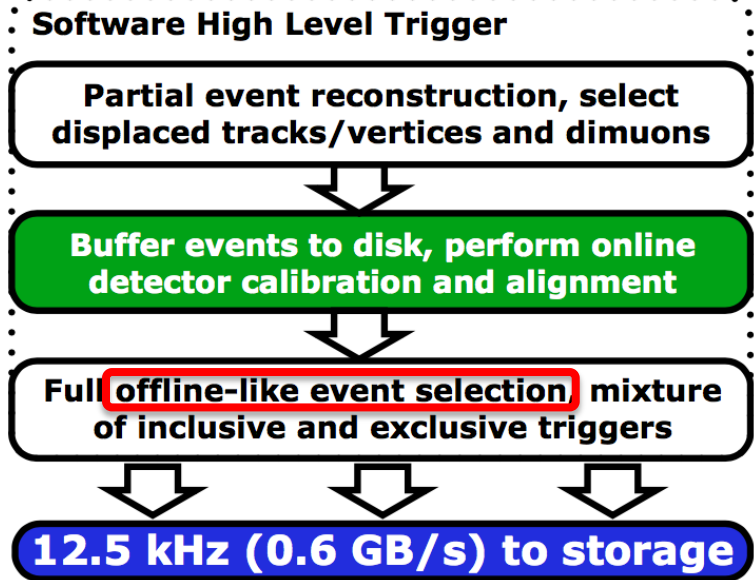 Software High Level Trigger
Partial event reconstruction, select
displaced tracks/vertices and dimuons
Buffer events to disk, perform online
detector calibration and alignment
Full offline-like event selection, mixture
of inclusive and exclusive triggers
12.5 kHz (0.6 GB/s) to storage